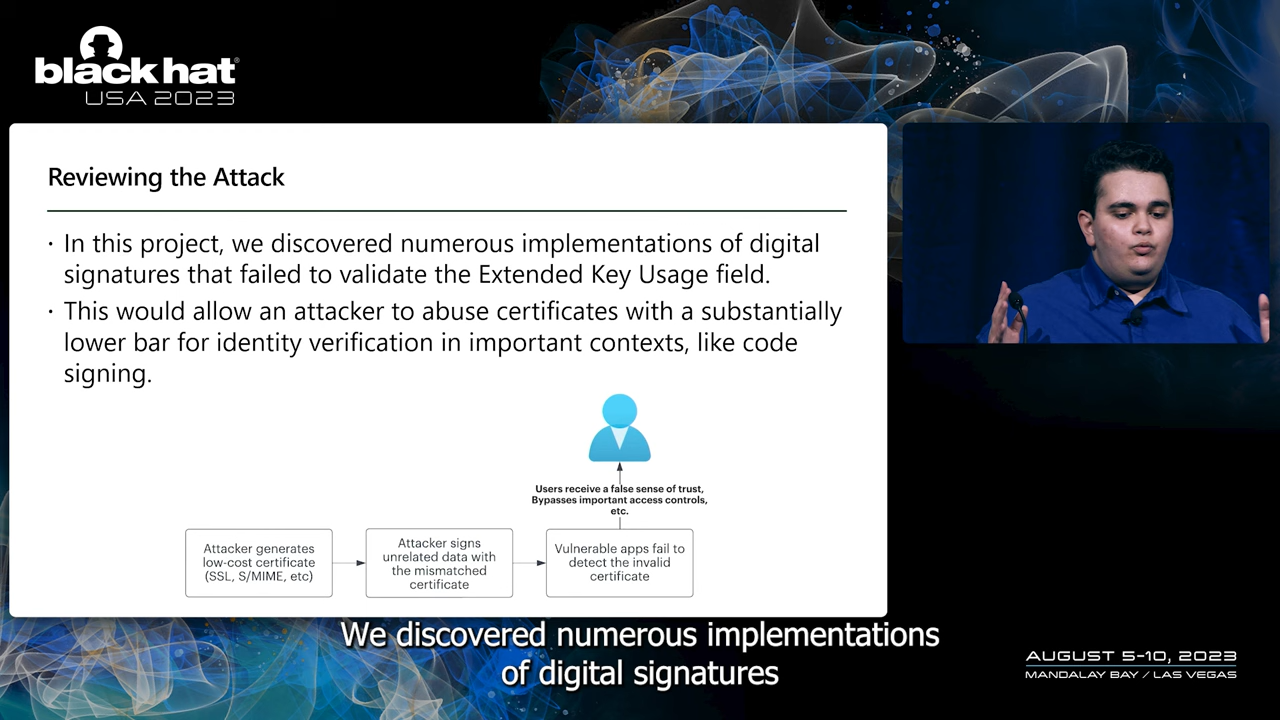 black hat®
USA 2023
Reviewing the Attack
· In this project, we discovered numerous implementations of digital
signatures that failed to validate the Extended Key Usage field.
· This would allow an attacker to abuse certificates with a substantially
lower bar for identity verification in important contexts, like code
signing.
Users receive a false sense of trust,
Bypasses important access controls,
etc.
Attacker generates
low-cost certificate
(SSL, S/MIME, etc)
Attacker signs
unrelated data with
the mismatched
certificate
Vulnerable apps fail to
detect the invalid
certificate
We discovered numerous implementations
of digital signatures
AUGUST 5-10, 2023
MANDALAY BAY / LAS VEGAS